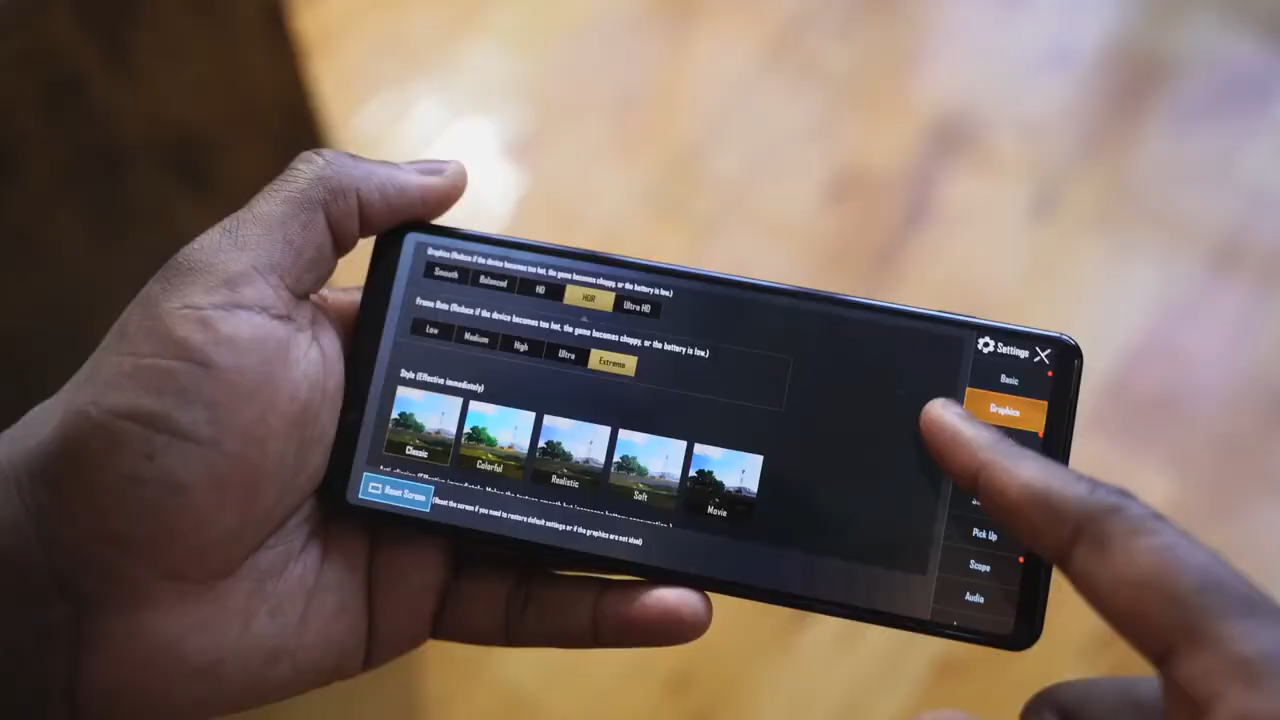 Graphics (Reduce if the device becomes too hot, the game becomes choppy, or the battery is low.)
Smooth Balanced HD HDR Ultra HD
Frame Rate (Reduce if the device becomes too hot, the game becomes choppy, or the battery is low.)
Low Medium High Ultra Extreme
Style (Effective immediately)
Classic Colorful Realistic Soft Movie
Reset Screen (Reset the screen if you need to restore default settings or if the graphics are not ideal)
Settings
Basic
Graphics
Pick Up
Scope
Audio